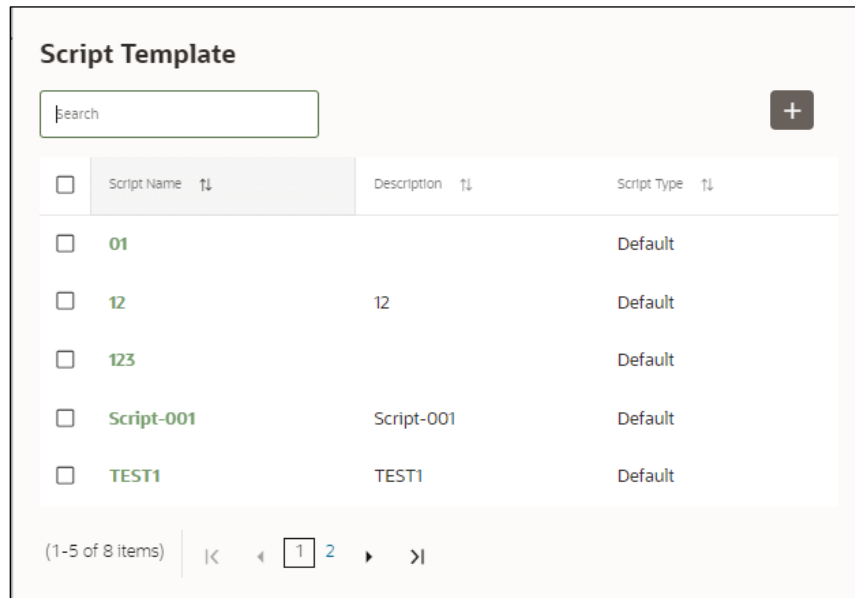 Script Template
Search
+
Script Name Description Script Type
01 Default
12 12 Default
123 Default
Script-001 Script-001 Default
TEST1 TEST1 Default
(1-5 of 8 items) 1 2